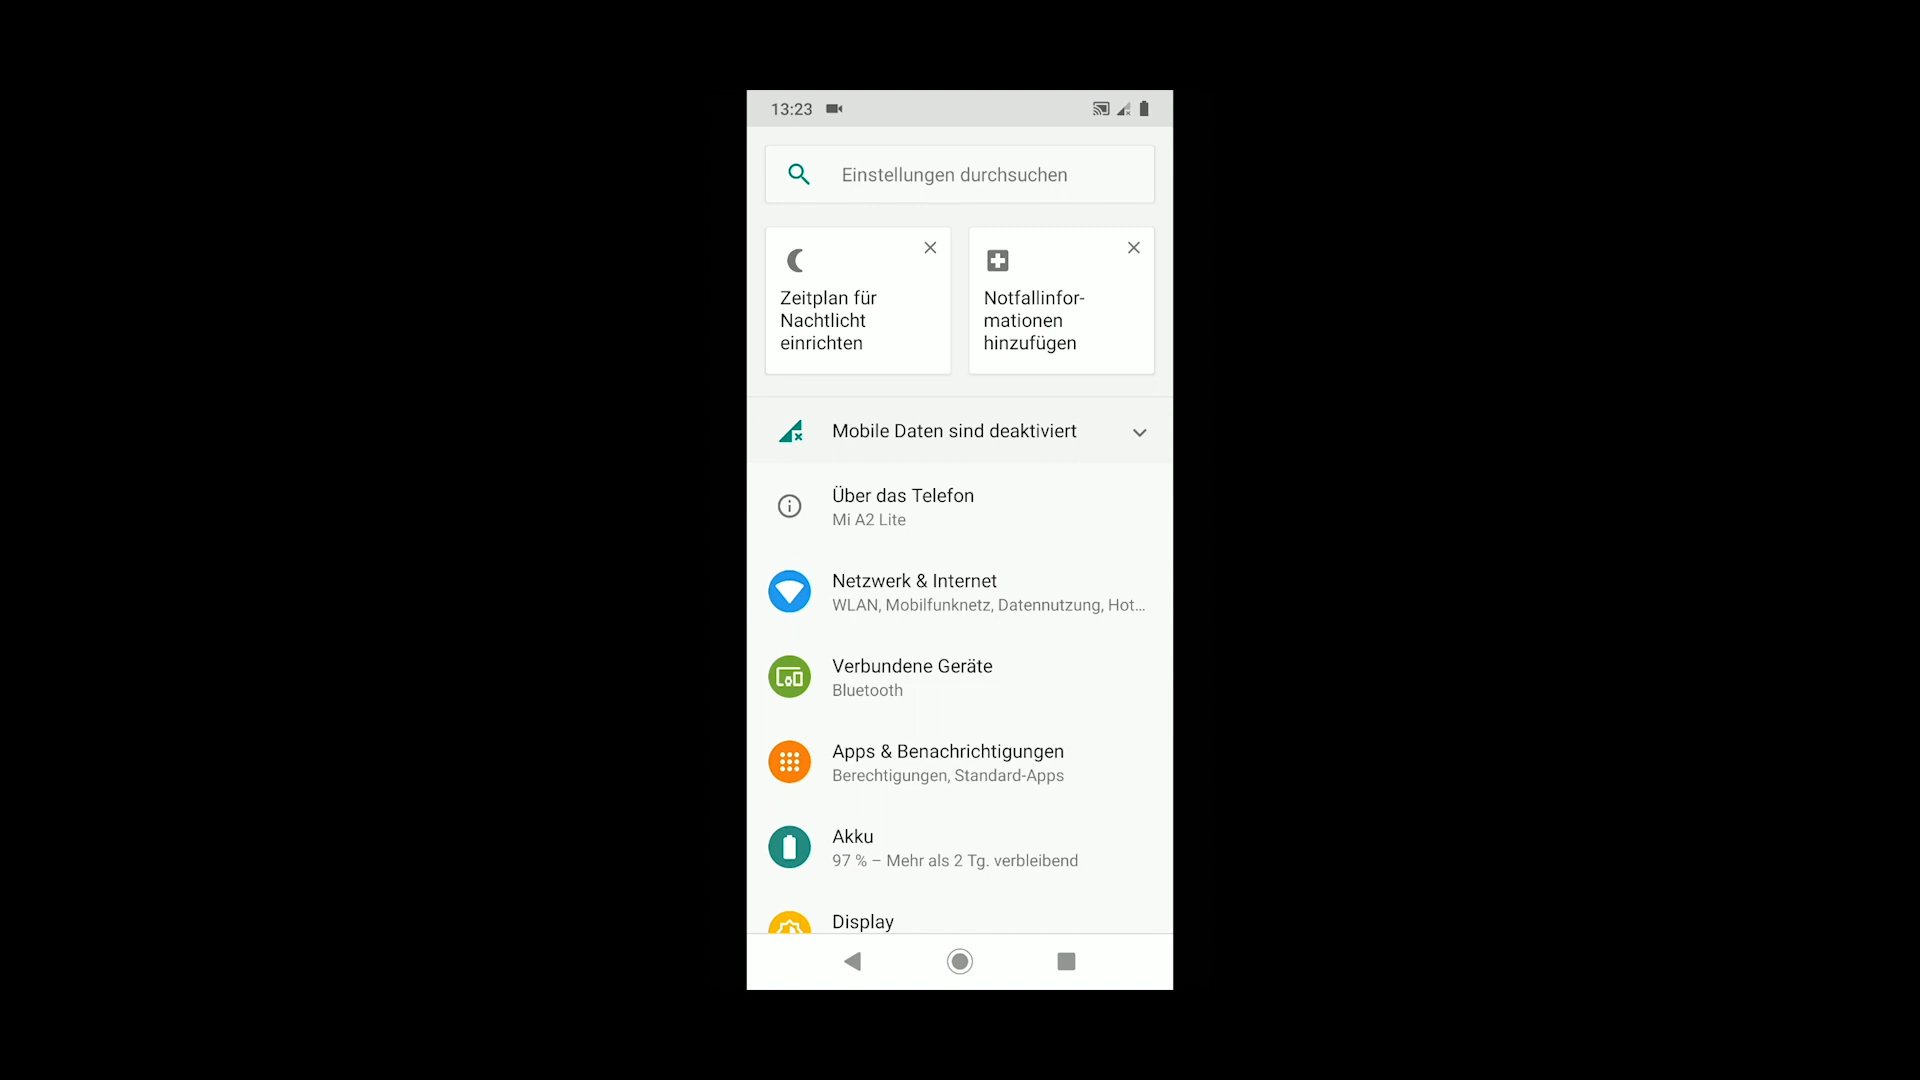 13:23
Einstellungen durchsuchen
Zeitplan für
Nachtlicht
einrichten
Notfallinfor-
mationen
hinzufügen
Mobile Daten sind deaktiviert
Über das Telefon
Mi A2 Lite
Netzwerk & Internet
WLAN, Mobilfunknetz, Datennutzung, Hot…
Verbundene Geräte
Bluetooth
Apps & Benachrichtigungen
Berechtigungen, Standard-Apps
Akku
97 % – Mehr als 2 Tg. verbleibend
Display